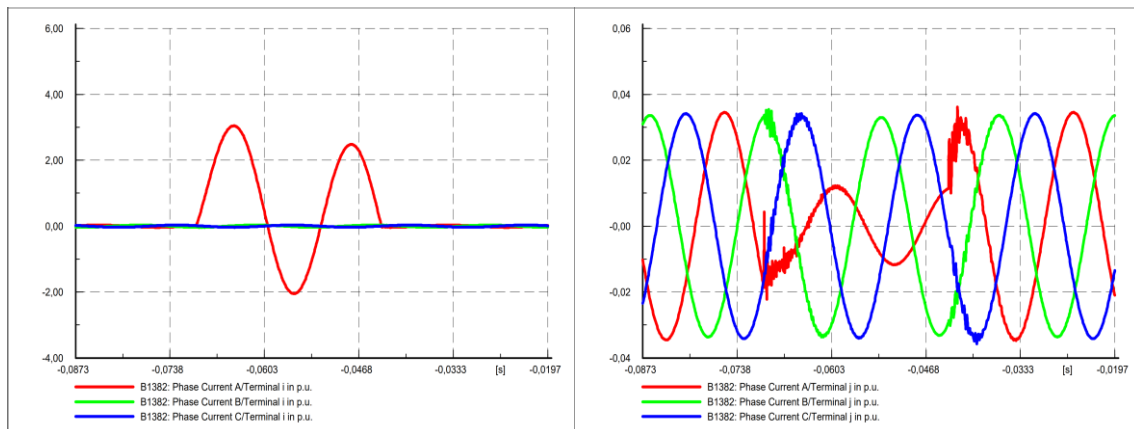 6,00
4,00
2,00
0,00
-2,00
-4,00
-0,0873 -0,0738 -0,0603 -0,0468 -0,0333 [s] -0,0197
B1382: Phase Current A/Terminal i in p.u.
B1382: Phase Current B/Terminal i in p.u.
B1382: Phase Current C/Terminal i in p.u.
0,06
0,04
0,02
-0,00
-0,02
-0,04
-0,0873 -0,0738 -0,0603 -0,0468 -0,0333 [s] -0,0197
B1382: Phase Current A/Terminal j in p.u.
B1382: Phase Current B/Terminal j in p.u.
B1382: Phase Current C/Terminal j in p.u.